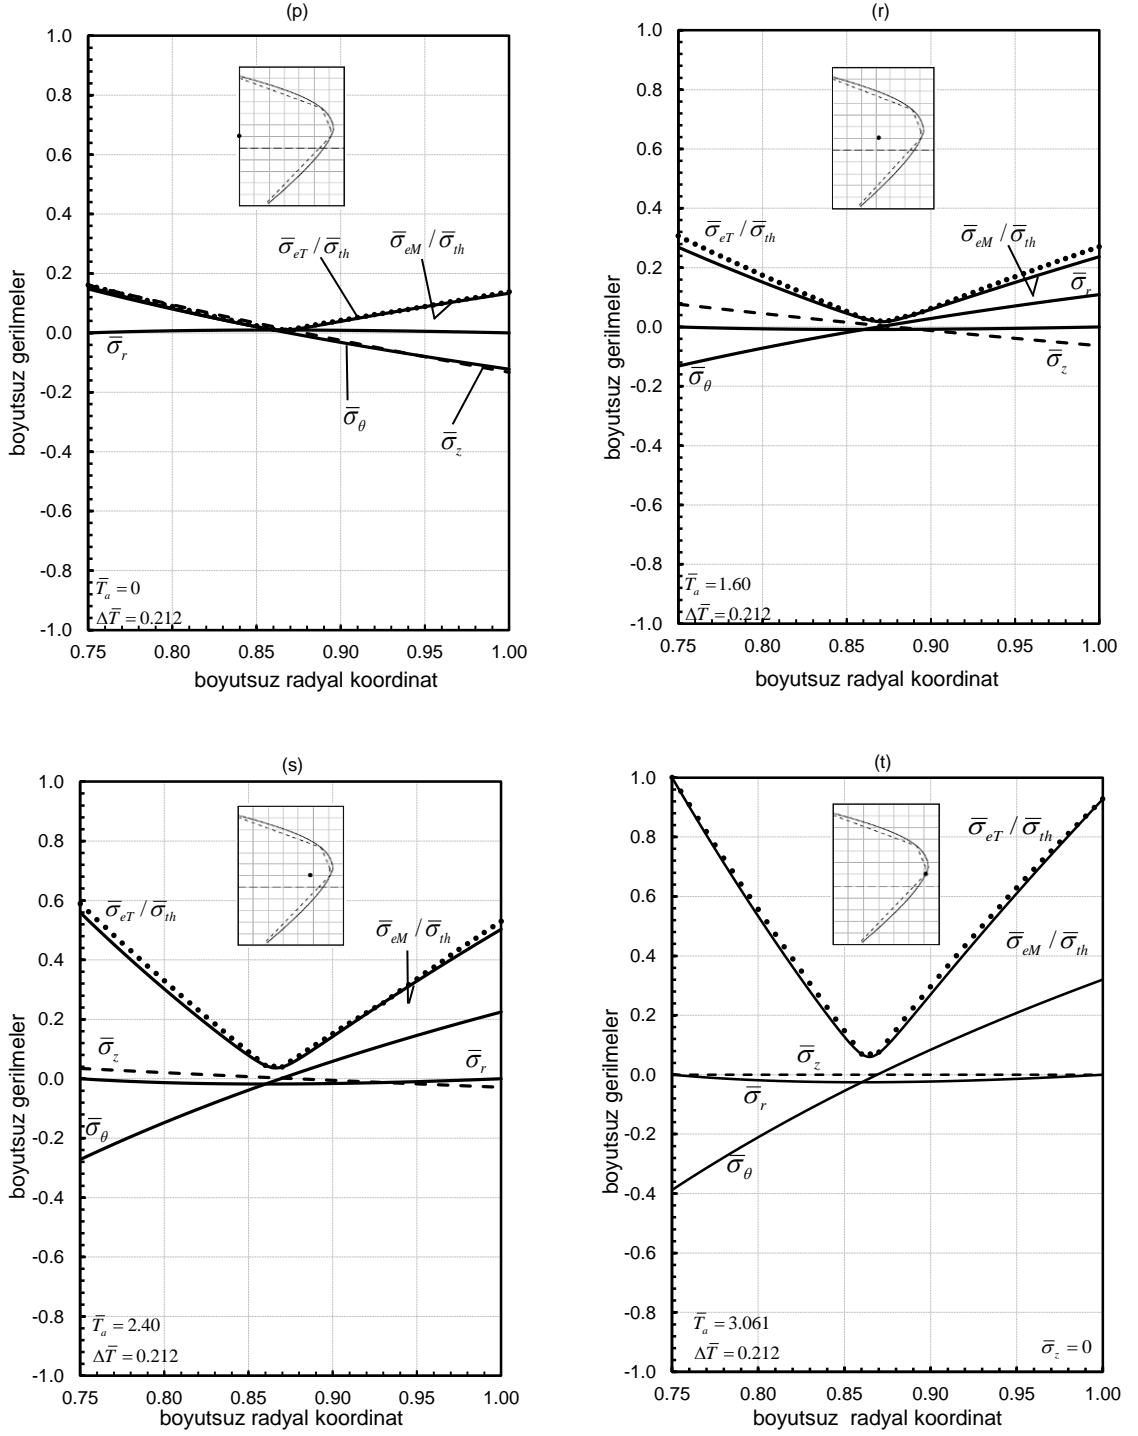 (p)
1.0
0.8
0.6
0.4
0.2
0.0
-0.2
-0.4
-0.6
-0.8
-1.0
boyutsuz gerilmeler
σ̅eT / σ̅th
σ̅eM / σ̅th
σ̅r
σ̅θ
σ̅z
T̅a = 0
ΔT̅ = 0.212
0.75 0.80 0.85 0.90 0.95 1.00
boyutsuz radyal koordinat
(r)
1.0
0.8
0.6
0.4
0.2
0.0
-0.2
-0.4
-0.6
-0.8
-1.0
boyutsuz gerilmeler
σ̅eT / σ̅th
σ̅eM / σ̅th
σ̅r
σ̅z
σ̅θ
T̅a = 1.60
ΔT̅ = 0.212
0.75 0.80 0.85 0.90 0.95 1.00
boyutsuz radyal koordinat
(s)
1.0
0.8
0.6
0.4
0.2
0.0
-0.2
-0.4
-0.6
-0.8
-1.0
boyutsuz gerilmeler
σ̅eT / σ̅th
σ̅eM / σ̅th
σ̅z
σ̅r
σ̅θ
T̅a = 2.40
ΔT̅ = 0.212
0.75 0.80 0.85 0.90 0.95 1.00
boyutsuz radyal koordinat
(t)
1.0
0.8
0.6
0.4
0.2
0.0
-0.2
-0.4
-0.6
-0.8
-1.0
boyutsuz gerilmeler
σ̅eT / σ̅th
σ̅eM / σ̅th
σ̅z
σ̅r
σ̅θ
T̅a = 3.061
ΔT̅ = 0.212
σ̅z = 0
0.75 0.80 0.85 0.90 0.95 1.00
boyutsuz radyal koordinat